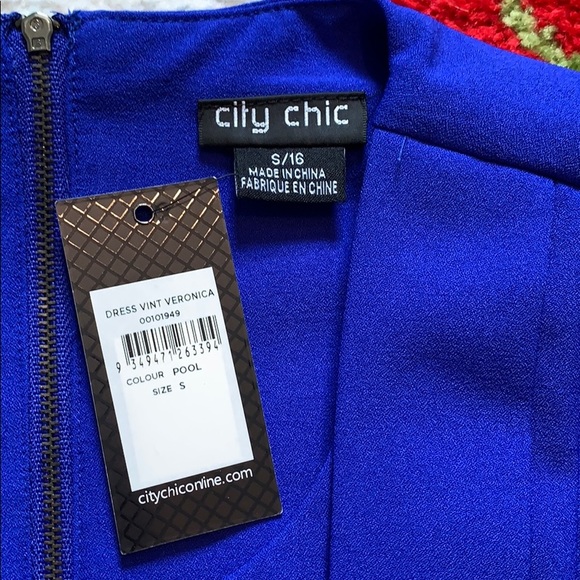 city chic
S/16
MADE IN CHINA
FABRIQUE EN CHINE
DRESS VINT VERONICA
00101949
9 349471 263394
COLOUR POOL
SIZE S
citychiconline.com